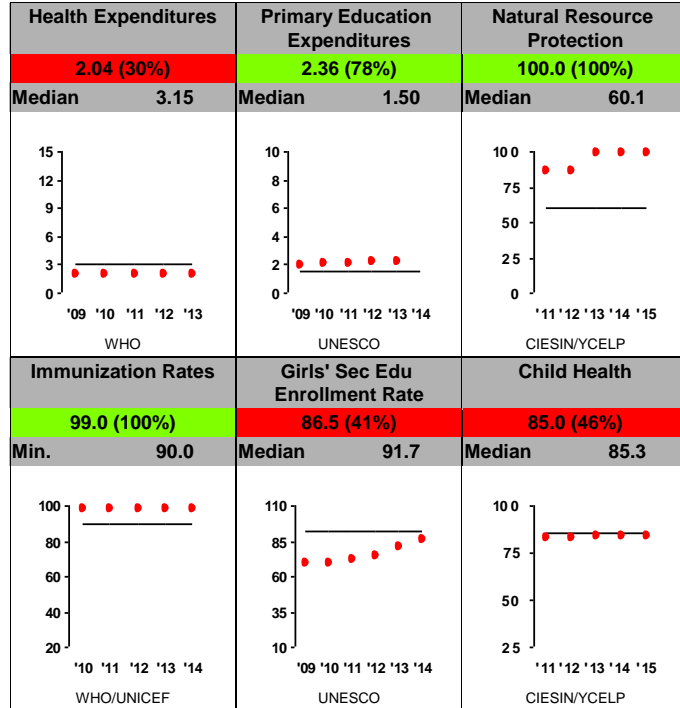 Health Expenditures
2.04 (30%)
Median 3.15
15
12
9
6
3
0
'09 '10 '11 '12 '13
WHO
Primary Education
Expenditures
2.36 (78%)
Median 1.50
10
8
6
4
2
0
'09 '10 '11 '12 '13 '14
UNESCO
Natural Resource
Protection
100.0 (100%)
Median 60.1
100
75
50
25
0
'11 '12 '13 '14 '15
CIESIN/YCELP
Immunization Rates
99.0 (100%)
Min. 90.0
100
80
60
40
20
'10 '11 '12 '13 '14
WHO/UNICEF
Girls' Sec Edu
Enrollment Rate
86.5 (41%)
Median 91.7
110
85
60
35
10
'09 '10 '11 '12 '13 '14
UNESCO
Child Health
85.0 (46%)
Median 85.3
100
75
50
25
'11 '12 '13 '14 '15
CIESIN/YCELP